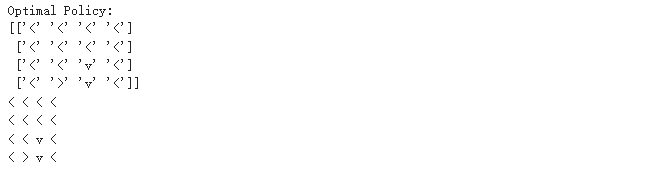 Optimal Policy:
[['<' '<' '<' '<']
 ['<' '<' '<' '<']
 ['<' '<' 'v' '<']
 ['<' '>' 'v' '<']]
< < < <
< < < <
< < v <
< > v <